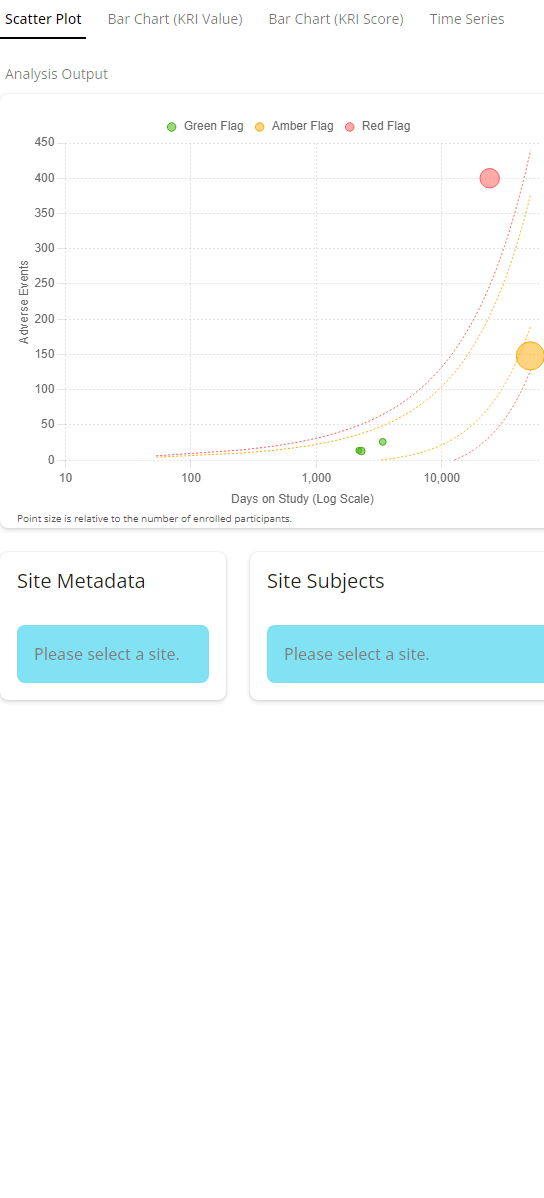 Scatter Plot Bar Chart (KRI Value) Bar Chart (KRI Score) Time Series
Analysis Output
Green Flag Amber Flag Red Flag
450
400
350
300
250
200
150
100
50
0
Adverse Events
10 100 1,000 10,000
Days on Study (Log Scale)
Point size is relative to the number of enrolled participants.
Site Metadata
Please select a site.
Site Subjects
Please select a site.